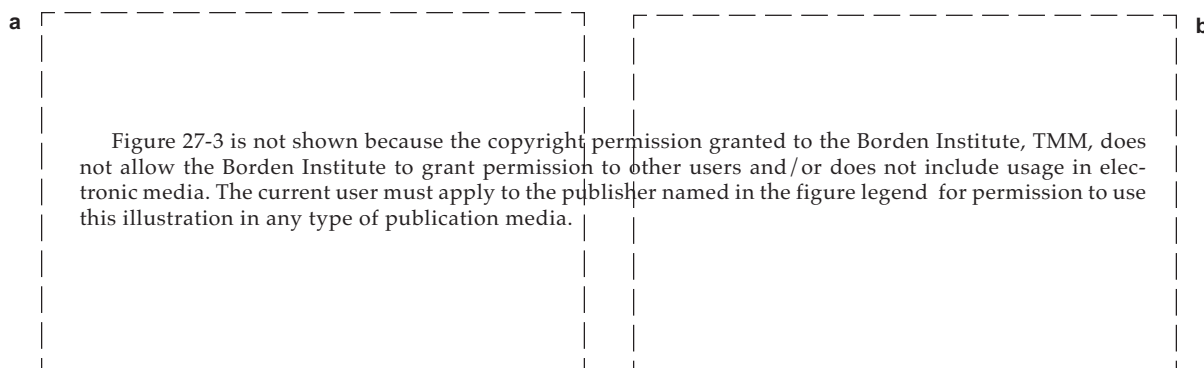 a
b
Figure 27-3 is not shown because the copyright permission granted to the Borden Institute, TMM, does
not allow the Borden Institute to grant permission to other users and/or does not include usage in elec-
tronic media. The current user must apply to the publisher named in the figure legend for permission to use
this illustration in any type of publication media.